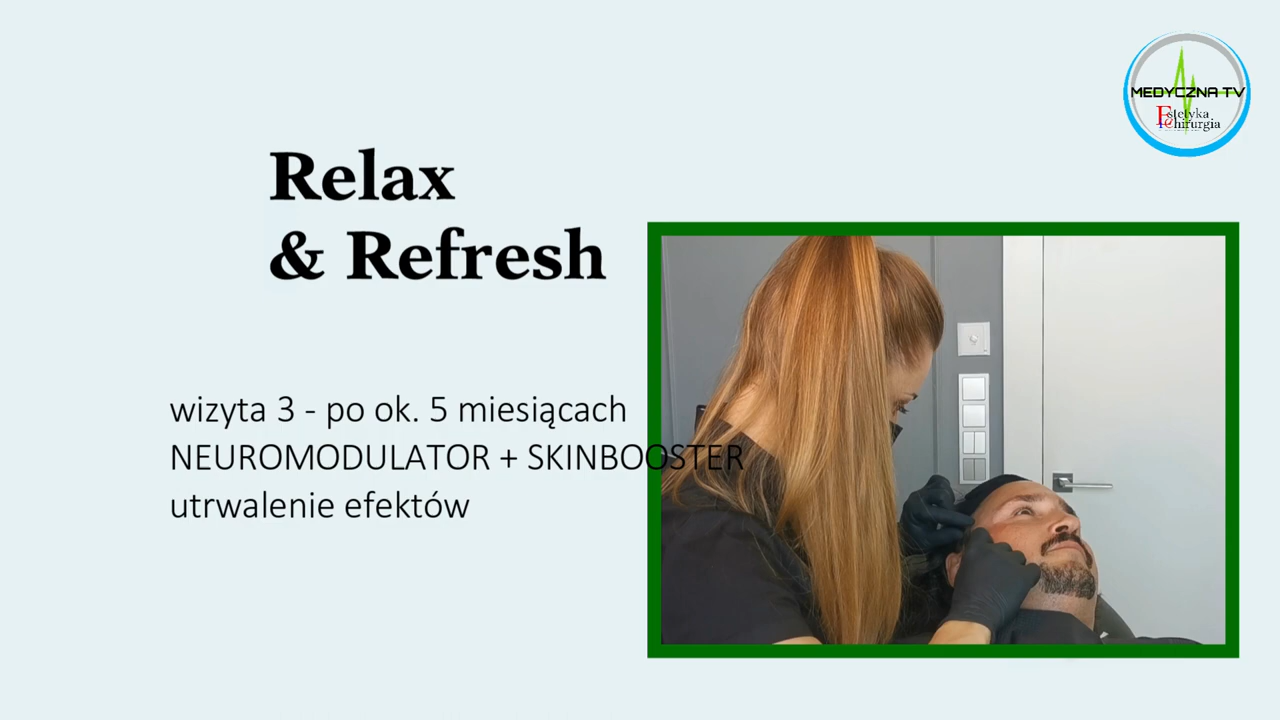 MEDYCZNA TV
Estetyka
chirurgia
Relax
& Refresh
wizyta 3 - po ok. 5 miesiącach
NEUROMODULATOR + SKINBOOSTER
utrwalenie efektów